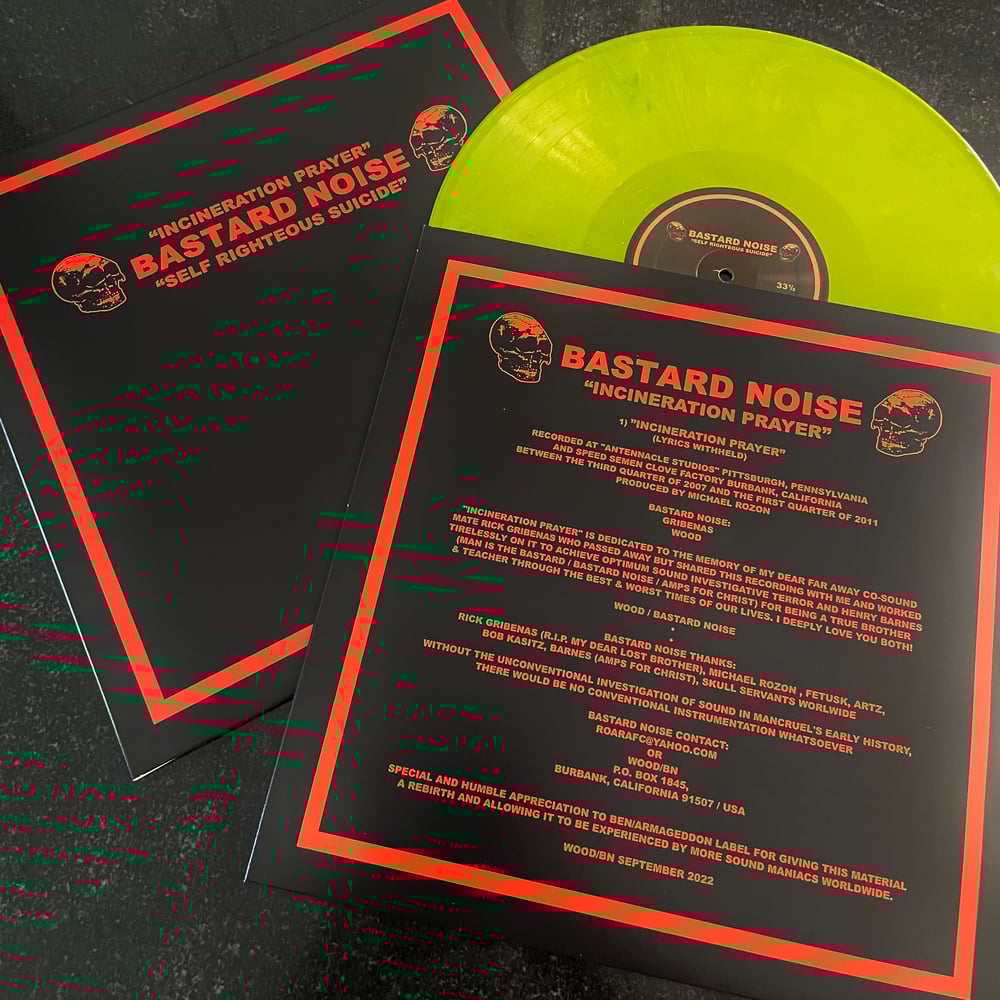 “INCINERATION PRAYER”
BASTARD NOISE
“SELF RIGHTEOUS SUICIDE”
BASTARD NOISE
“SELF RIGHTEOUS SUICIDE”
33⅓
BASTARD NOISE
“INCINERATION PRAYER”
1) "INCINERATION PRAYER"
(LYRICS WITHHELD)
RECORDED AT "ANTENNACLE STUDIOS" PITTSBURGH, PENNSYLVANIA
AND SPEED SEMEN CLOVE FACTORY BURBANK, CALIFORNIA
BETWEEN THE THIRD QUARTER OF 2007 AND THE FIRST QUARTER OF 2011
PRODUCED BY MICHAEL ROZON
BASTARD NOISE:
GRIBENAS
WOOD
"INCINERATION PRAYER" IS DEDICATED TO THE MEMORY OF MY DEAR FAR AWAY CO-SOUND
MATE RICK GRIBENAS WHO PASSED AWAY BUT SHARED THIS RECORDING WITH ME AND WORKED
TIRELESSLY ON IT TO ACHIEVE OPTIMUM SOUND INVESTIGATIVE TERROR AND HENRY BARNES
(MAN IS THE BASTARD / BASTARD NOISE / AMPS FOR CHRIST) FOR BEING A TRUE BROTHER
& TEACHER THROUGH THE BEST & WORST TIMES OF OUR LIVES. I DEEPLY LOVE YOU BOTH!
WOOD / BASTARD NOISE
•
BASTARD NOISE THANKS:
RICK GRIBENAS (R.I.P. MY DEAR LOST BROTHER), MICHAEL ROZON , FETUSK, ARTZ,
BOB KASITZ, BARNES (AMPS FOR CHRIST), SKULL SERVANTS WORLWIDE
WITHOUT THE UNCONVENTIONAL INVESTIGATION OF SOUND IN MANCRUEL'S EARLY HISTORY,
THERE WOULD BE NO CONVENTIONAL INSTRUMENTATION WHATSOEVER
BASTARD NOISE CONTACT:
ROARAFC@YAHOO.COM
OR
WOOD/BN
P.O. BOX 1845,
BURBANK, CALIFORNIA 91507 / USA
SPECIAL AND HUMBLE APPRECIATION TO BEN/ARMAGEDDON LABEL FOR GIVING THIS MATERIAL
A REBIRTH AND ALLOWING IT TO BE EXPERIENCED BY MORE SOUND MANIACS WORLDWIDE.
WOOD/BN SEPTEMBER 2022